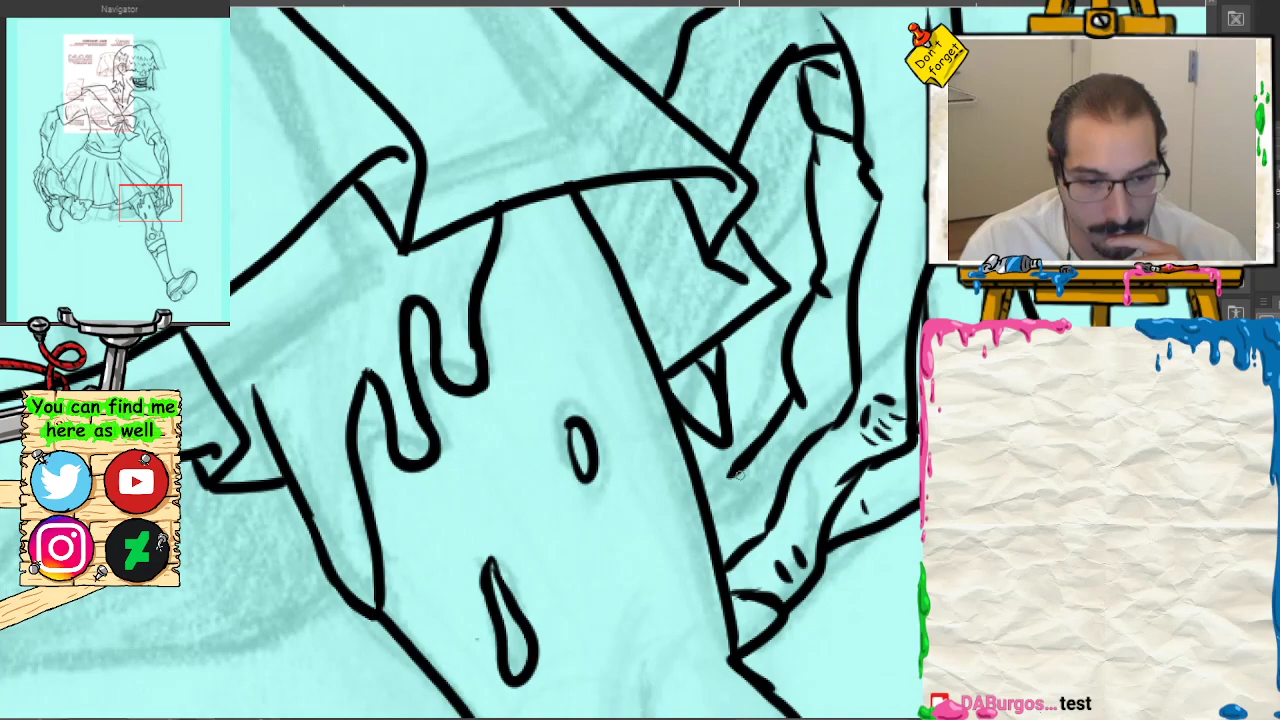 Navigator
Don't
forget
You can find me
here as well
DABurgos... test